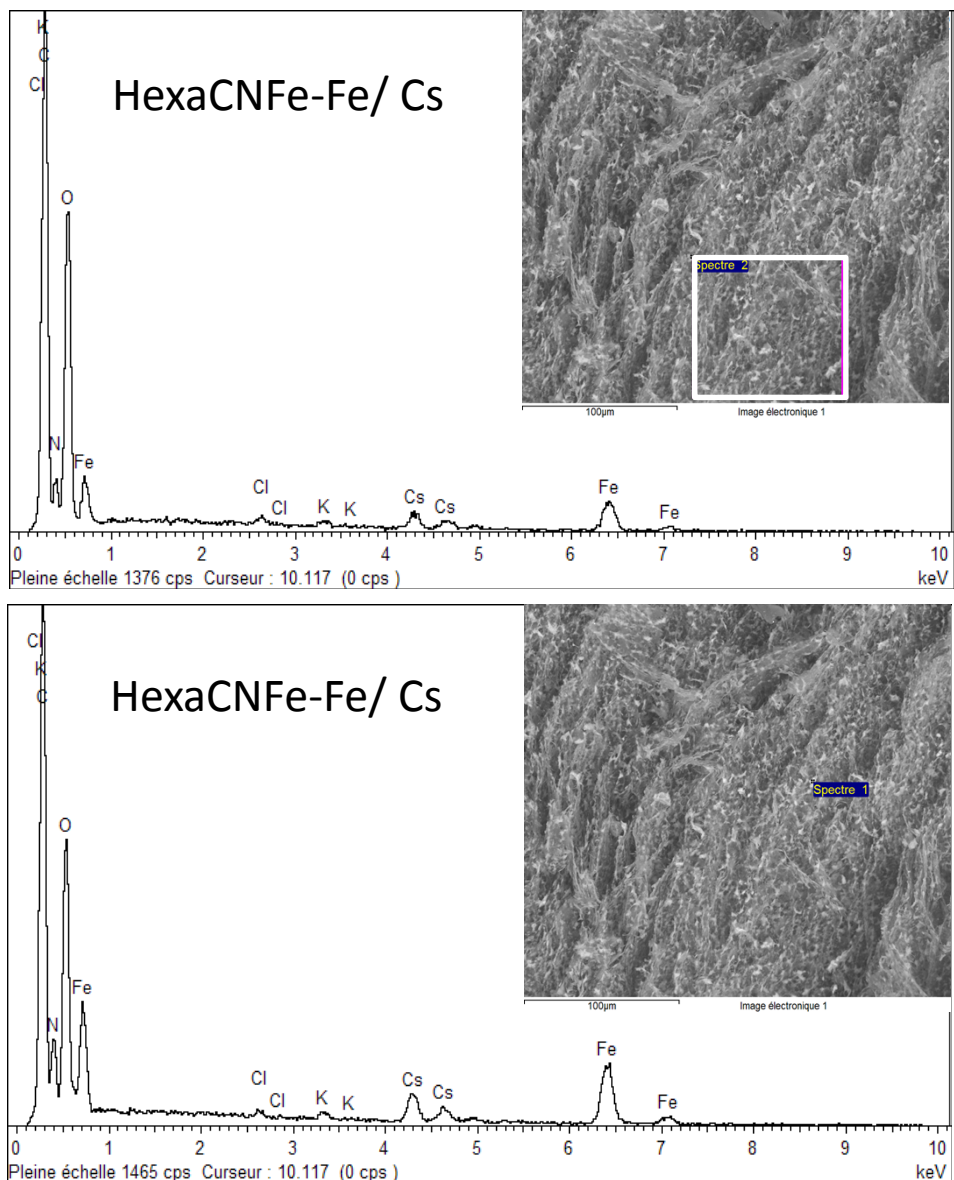 K
C
Cl
HexaCNFe-Fe/ Cs
O
N
Fe
Cl
Cl
K
K
Cs
Cs
Fe
Fe
Spectre 2
100µm
Image électronique 1
0 1 2 3 4 5 6 7 8 9 10
Pleine échelle 1376 cps Curseur : 10.117 (0 cps )
keV
Cl
K
C
HexaCNFe-Fe/ Cs
O
N
Fe
Cl
Cl
K
K
Cs
Cs
Fe
Fe
Spectre 1
100µm
Image électronique 1
0 1 2 3 4 5 6 7 8 9 10
Pleine échelle 1465 cps Curseur : 10.117 (0 cps )
keV